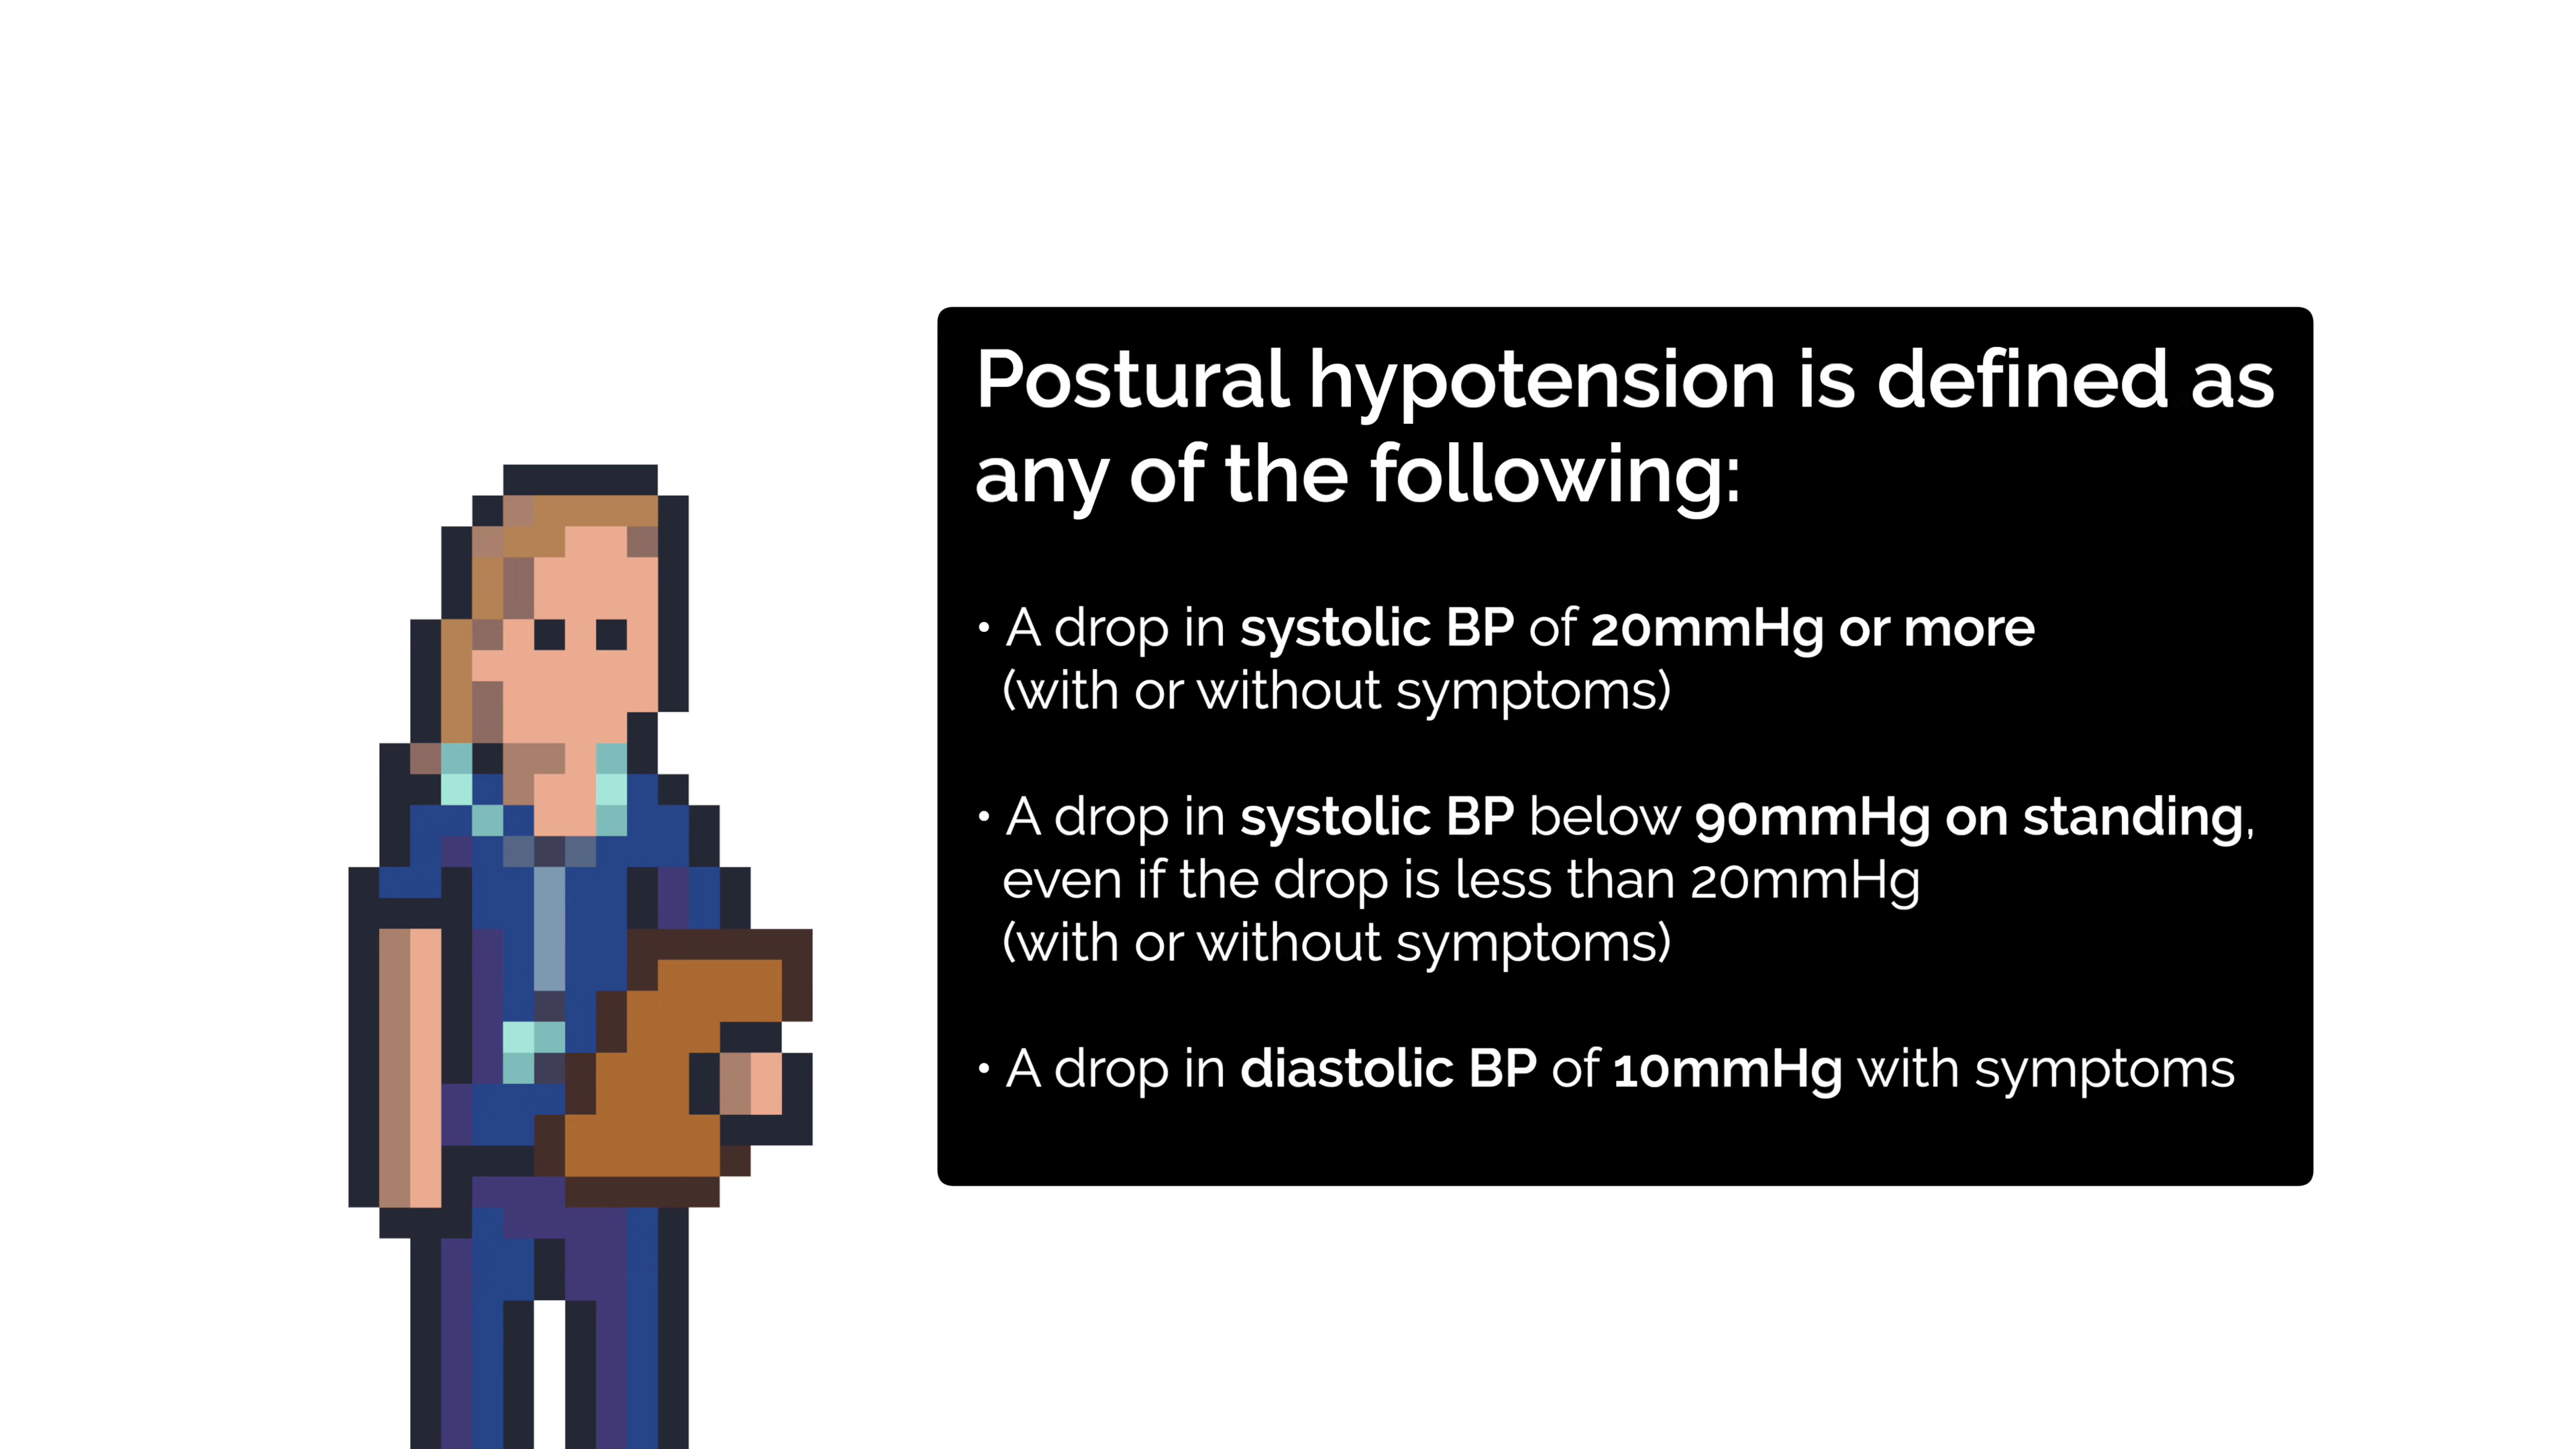 Postural hypotension is defined as
any of the following:
• A drop in systolic BP of 20mmHg or more
(with or without symptoms)
• A drop in systolic BP below 90mmHg on standing,
even if the drop is less than 20mmHg
(with or without symptoms)
• A drop in diastolic BP of 10mmHg with symptoms